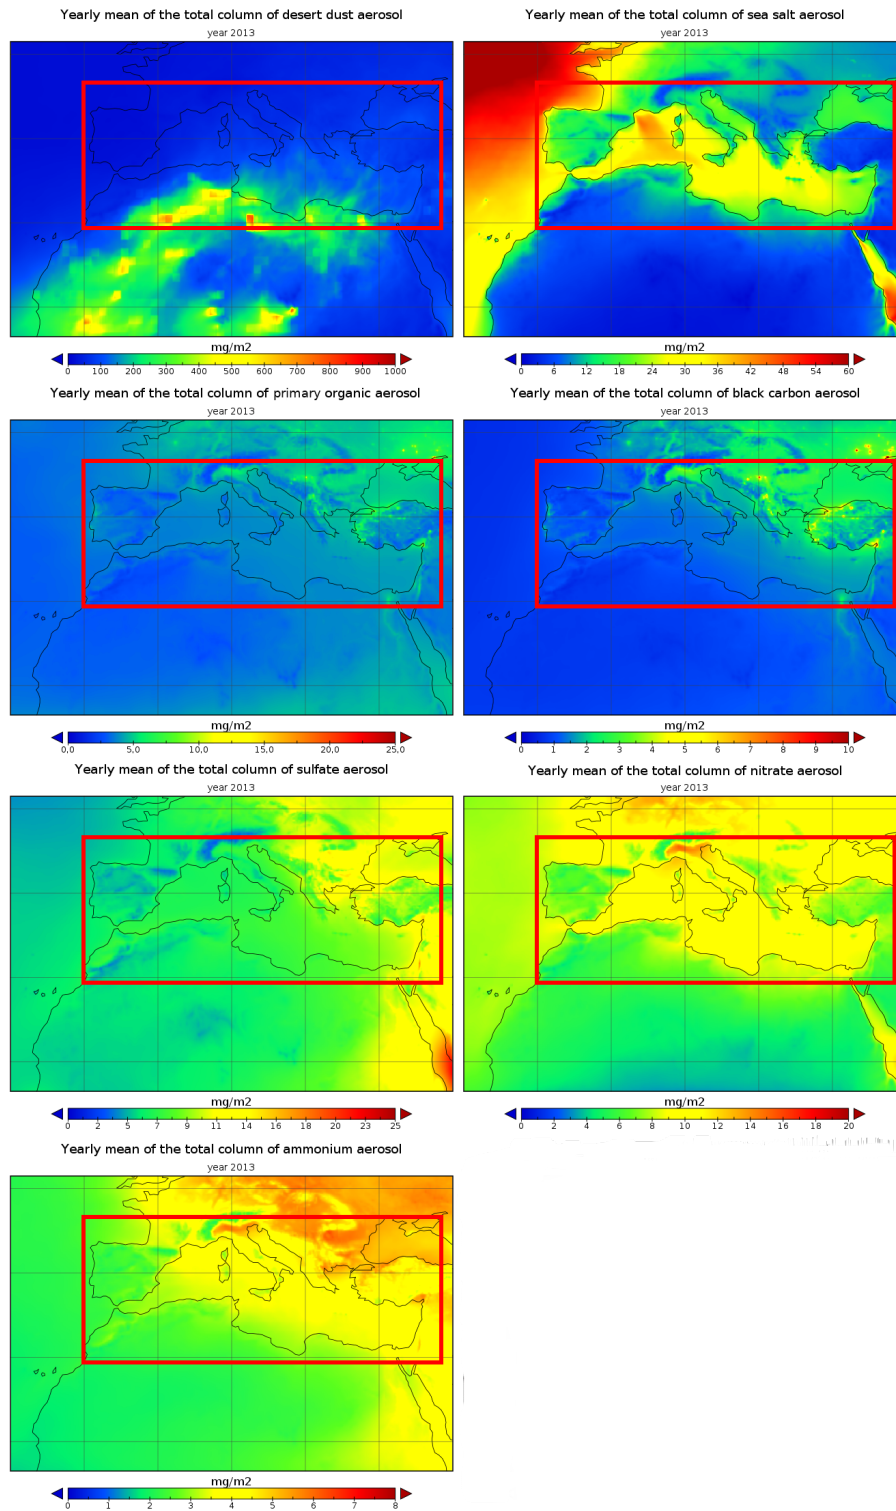 Yearly mean of the total column of desert dust aerosol
year 2013
mg/m2
0 100 200 300 400 500 600 700 800 900 1000
Yearly mean of the total column of sea salt aerosol
year 2013
mg/m2
0 6 12 18 24 30 36 42 48 54 60
Yearly mean of the total column of primary organic aerosol
year 2013
mg/m2
0,0 5,0 10,0 15,0 20,0 25,0
Yearly mean of the total column of black carbon aerosol
year 2013
mg/m2
0 1 2 3 4 5 6 7 8 9 10
Yearly mean of the total column of sulfate aerosol
year 2013
mg/m2
0 2 5 7 9 11 14 16 18 20 23 25
Yearly mean of the total column of nitrate aerosol
year 2013
mg/m2
0 2 4 6 8 10 12 14 16 18 20
Yearly mean of the total column of ammonium aerosol
year 2013
mg/m2
0 1 2 3 4 5 6 7 8